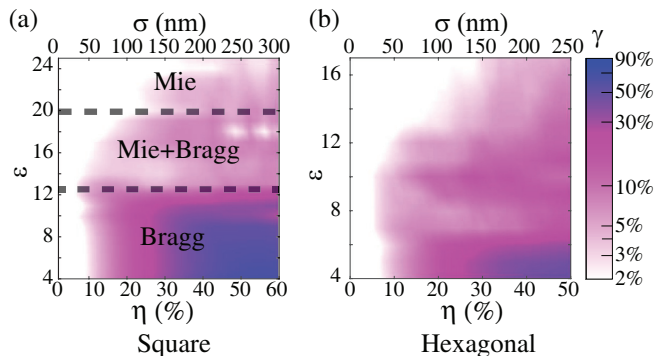 (a)
σ (nm)
0 50 100 150 200 250 300
ε
24
20
16
12
8
4
Mie
Mie+Bragg
Bragg
0 10 20 30 40 50 60
η (%)
Square
(b)
σ (nm)
0 50 100 150 200 250
ε
16
12
8
4
0 10 20 30 40 50
η (%)
Hexagonal
γ
90%
50%
30%
10%
5%
3%
2%